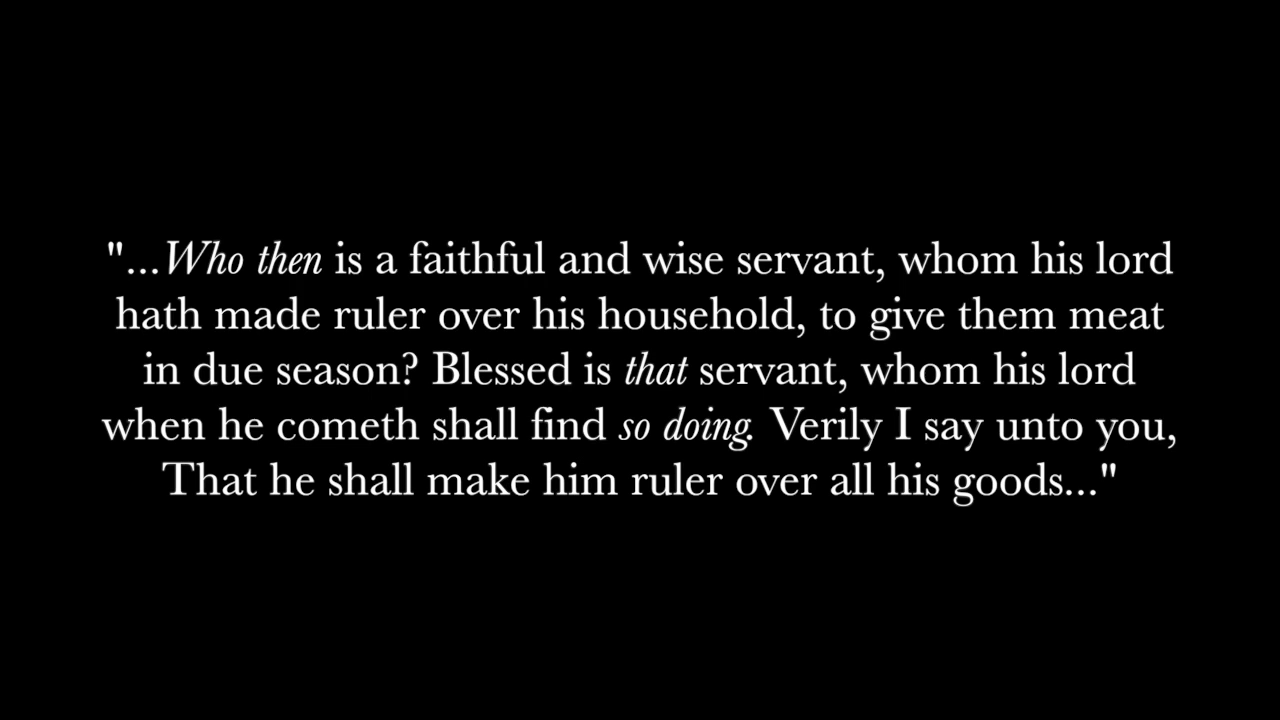 "...Who then is a faithful and wise servant, whom his lord
hath made ruler over his household, to give them meat
in due season? Blessed is that servant, whom his lord
when he cometh shall find so doing. Verily I say unto you,
That he shall make him ruler over all his goods..."